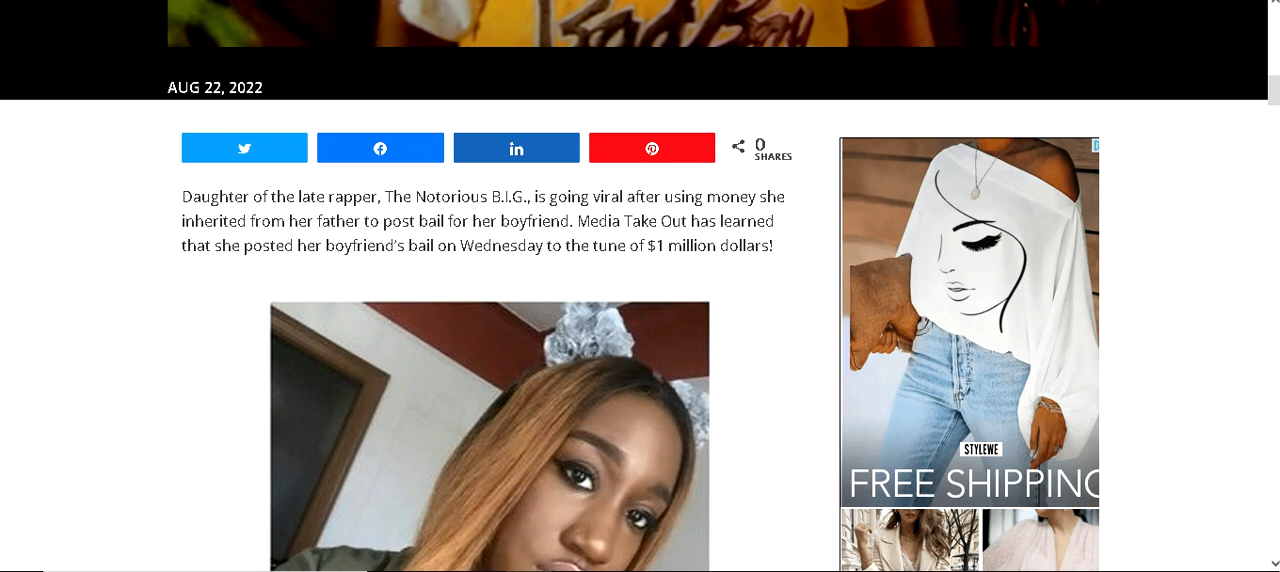 Bad Boy
AUG 22, 2022
0
SHARES
Daughter of the late rapper, The Notorious B.I.G., is going viral after using money she
inherited from her father to post bail for her boyfriend. Media Take Out has learned
that she posted her boyfriend’s bail on Wednesday to the tune of $1 million dollars!
STYLEWE
FREE SHIPPING